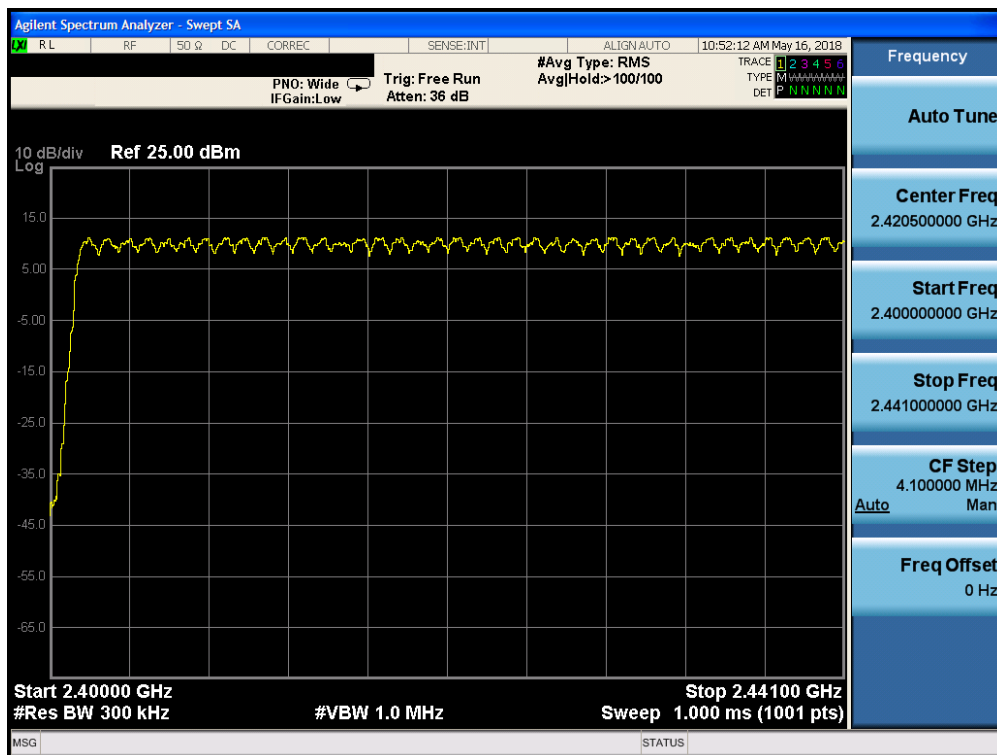 Agilent Spectrum Analyzer - Swept SA
LXI RL RF 50 Ω DC CORREC SENSE:INT ALIGN AUTO 10:52:12 AM May 16, 2018
Frequency
#Avg Type: RMS
Avg|Hold:>100/100
TRACE 1 2 3 4 5 6
TYPE M
DET P N N N N N
PNO: Wide
IFGain:Low
Trig: Free Run
Atten: 36 dB
10 dB/div Ref 25.00 dBm
Log
15.0
5.00
-5.00
-15.0
-25.0
-35.0
-45.0
-55.0
-65.0
Start 2.40000 GHz Stop 2.44100 GHz
#Res BW 300 kHz #VBW 1.0 MHz Sweep 1.000 ms (1001 pts)
MSG STATUS
Auto Tune
Center Freq
2.420500000 GHz
Start Freq
2.400000000 GHz
Stop Freq
2.441000000 GHz
CF Step
4.100000 MHz
Auto Man
Freq Offset
0 Hz